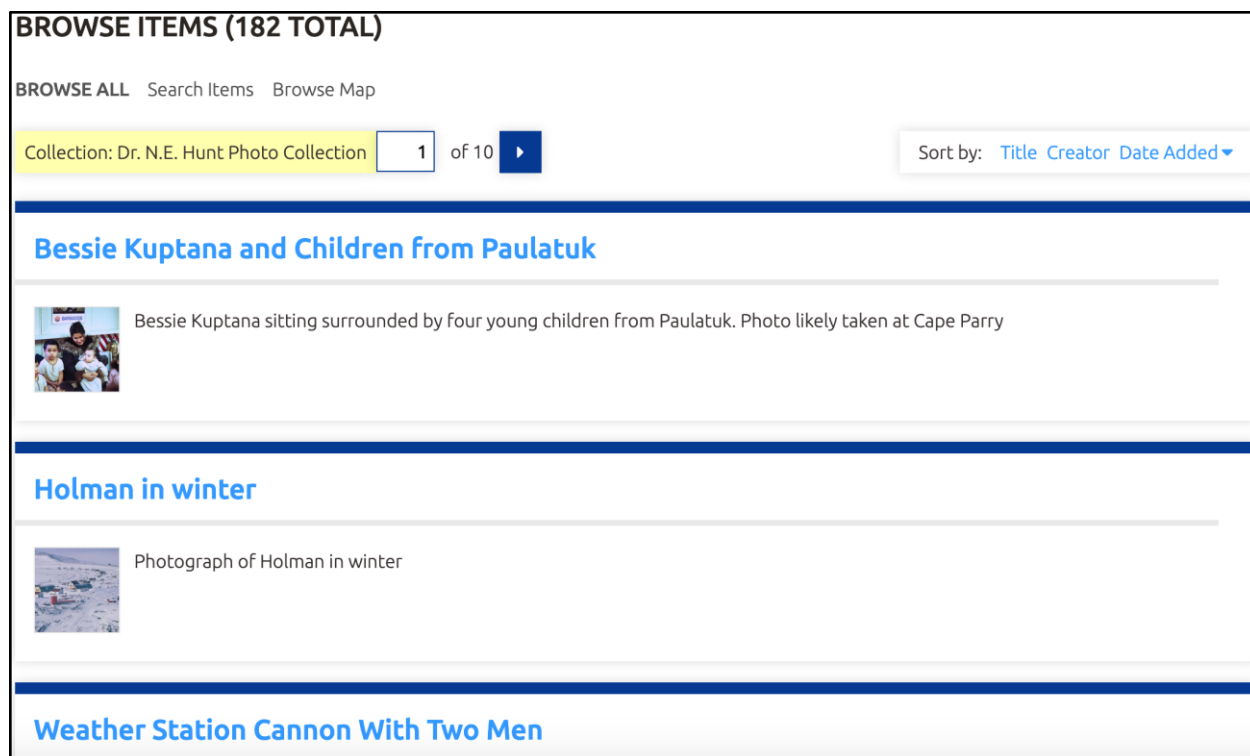 BROWSE ITEMS (182 TOTAL)
BROWSE ALL Search Items Browse Map
Collection: Dr. N.E. Hunt Photo Collection 1 of 10 Sort by: Title Creator Date Added
Bessie Kuptana and Children from Paulatuk
Bessie Kuptana sitting surrounded by four young children from Paulatuk. Photo likely taken at Cape Parry
Holman in winter
Photograph of Holman in winter
Weather Station Cannon With Two Men